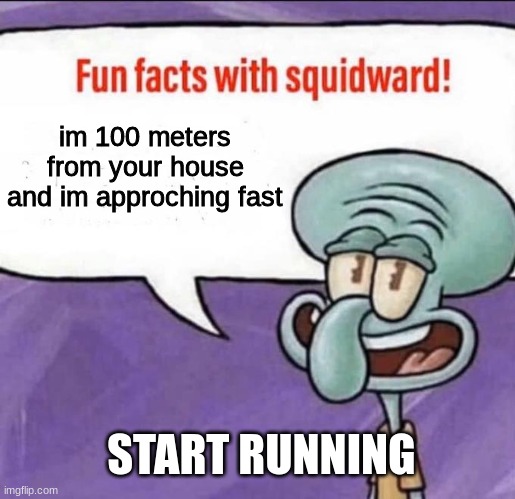 Fun facts with squidward!
im 100 meters
from your house
and im approching fast
START RUNNING
imgflip.com